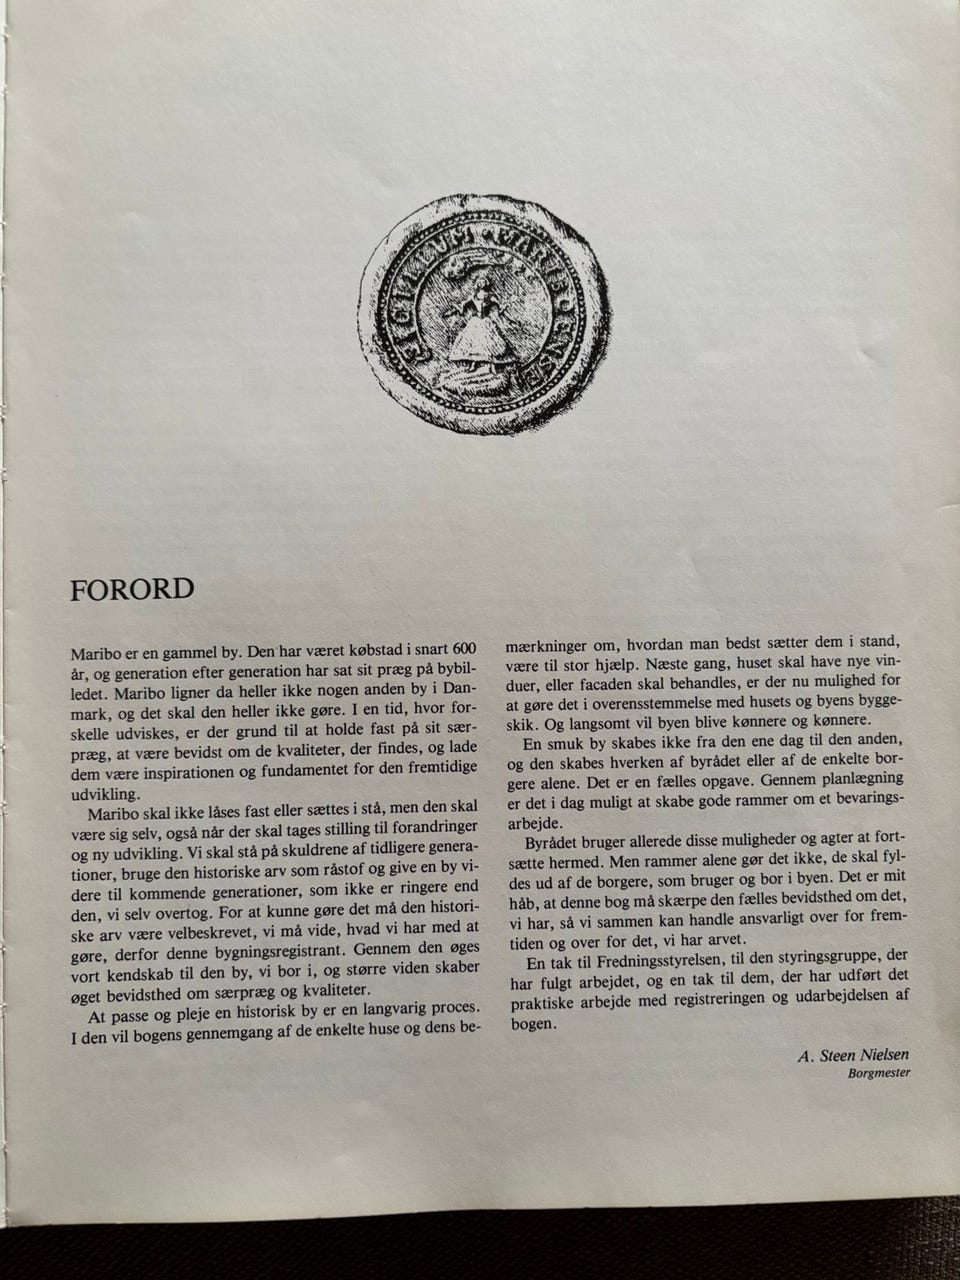 SIGILLUM MARIBOENSE
FORORD
Maribo er en gammel by. Den har været købstad i snart 600
år, og generation efter generation har sat sit præg på bybil-
ledet. Maribo ligner da heller ikke nogen anden by i Dan-
mark, og det skal den heller ikke gøre. I en tid, hvor for-
skelle udviskes, er der grund til at holde fast på sit sær-
præg, at være bevidst om de kvaliteter, der findes, og lade
dem være inspirationen og fundamentet for den fremtidige
udvikling.
Maribo skal ikke låses fast eller sættes i stå, men den skal
være sig selv, også når der skal tages stilling til forandringer
og ny udvikling. Vi skal stå på skuldrene af tidligere genera-
tioner, bruge den historiske arv som råstof og give en by vi-
dere til kommende generationer, som ikke er ringere end
den, vi selv overtog. For at kunne gøre det må den histori-
ske arv være velbeskrevet, vi må vide, hvad vi har med at
gøre, derfor denne bygningsregistrant. Gennem den øges
vort kendskab til den by, vi bor i, og større viden skaber
øget bevidsthed om særpræg og kvaliteter.
At passe og pleje en historisk by er en langvarig proces.
I den vil bogens gennemgang af de enkelte huse og dens be-
mærkninger om, hvordan man bedst sætter dem i stand,
være til stor hjælp. Næste gang, huset skal have nye vin-
duer, eller facaden skal behandles, er der nu mulighed for
at gøre det i overensstemmelse med husets og byens bygge-
skik. Og langsomt vil byen blive kønnere og kønnere.
En smuk by skabes ikke fra den ene dag til den anden,
og den skabes hverken af byrådet eller af de enkelte bor-
gere alene. Det er en fælles opgave. Gennem planlægning
er det i dag muligt at skabe gode rammer om et bevarings-
arbejde.
Byrådet bruger allerede disse muligheder og agter at fort-
sætte hermed. Men rammer alene gør det ikke, de skal fyl-
des ud af de borgere, som bruger og bor i byen. Det er mit
håb, at denne bog må skærpe den fælles bevidsthed om det,
vi har, så vi sammen kan handle ansvarligt over for frem-
tiden og over for det, vi har arvet.
En tak til Fredningsstyrelsen, til den styringsgruppe, der
har fulgt arbejdet, og en tak til dem, der har udført det
praktiske arbejde med registreringen og udarbejdelsen af
bogen.
A. Steen Nielsen
Borgmester